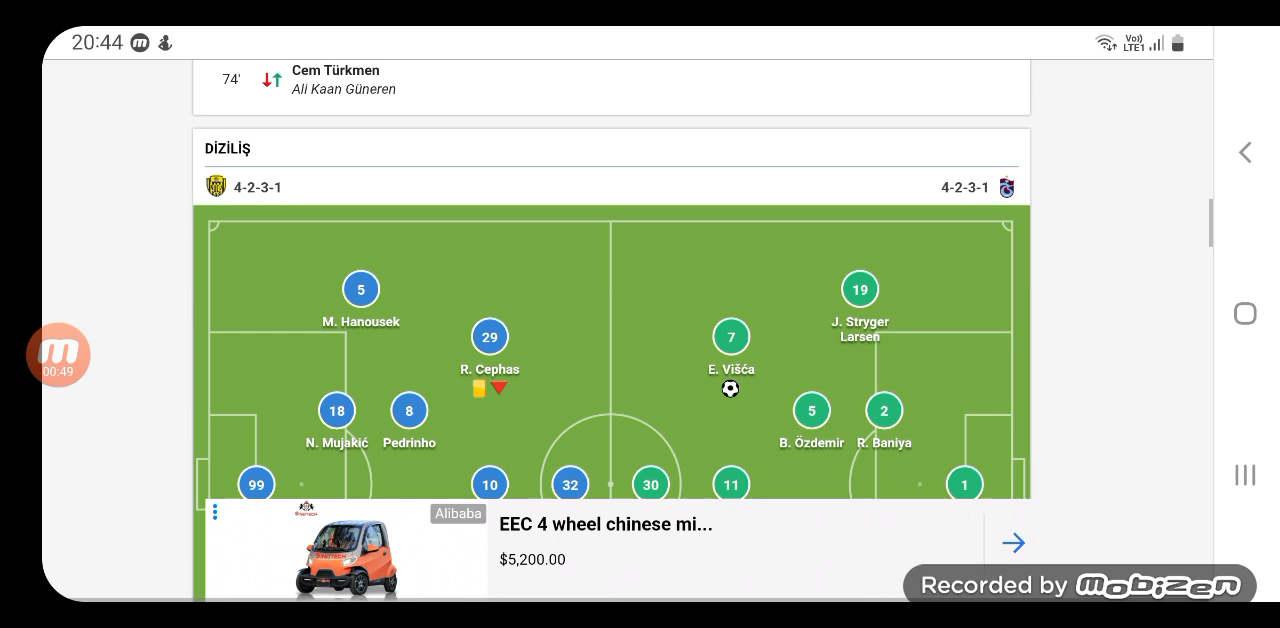 20:44
Vo))
LTE1
74'
Cem Türkmen
Ali Kaan Güneren
DİZİLİŞ
4-2-3-1
4-2-3-1
5
M. Hanousek
19
J. Stryger
Larsen
29
R. Cephas
7
E. Višća
18
N. Mujakić
8
Pedrinho
5
B. Özdemir
2
R. Baniya
99
10
32
30
11
1
m
00:49
SINOTECH
SINOTECH
Alibaba
EEC 4 wheel chinese mi...
$5,200.00
Recorded by mobizen